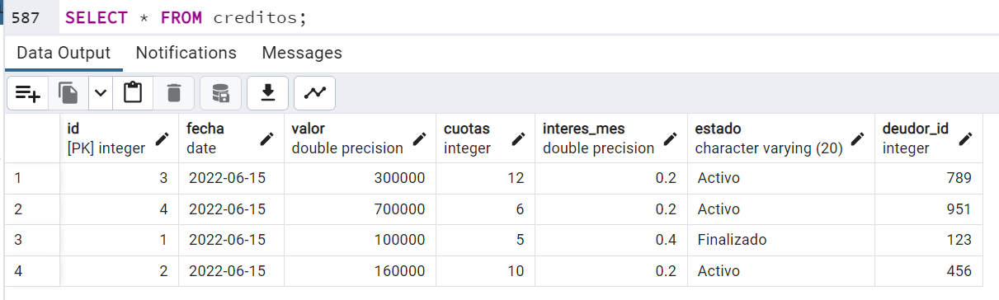 587 SELECT * FROM creditos;
Data Output Notifications Messages
id fecha valor cuotas interes_mes estado deudor_id
[PK] integer date double precision integer double precision character varying (20) integer
1 3 2022-06-15 300000 12 0.2 Activo 789
2 4 2022-06-15 700000 6 0.2 Activo 951
3 1 2022-06-15 100000 5 0.4 Finalizado 123
4 2 2022-06-15 160000 10 0.2 Activo 456